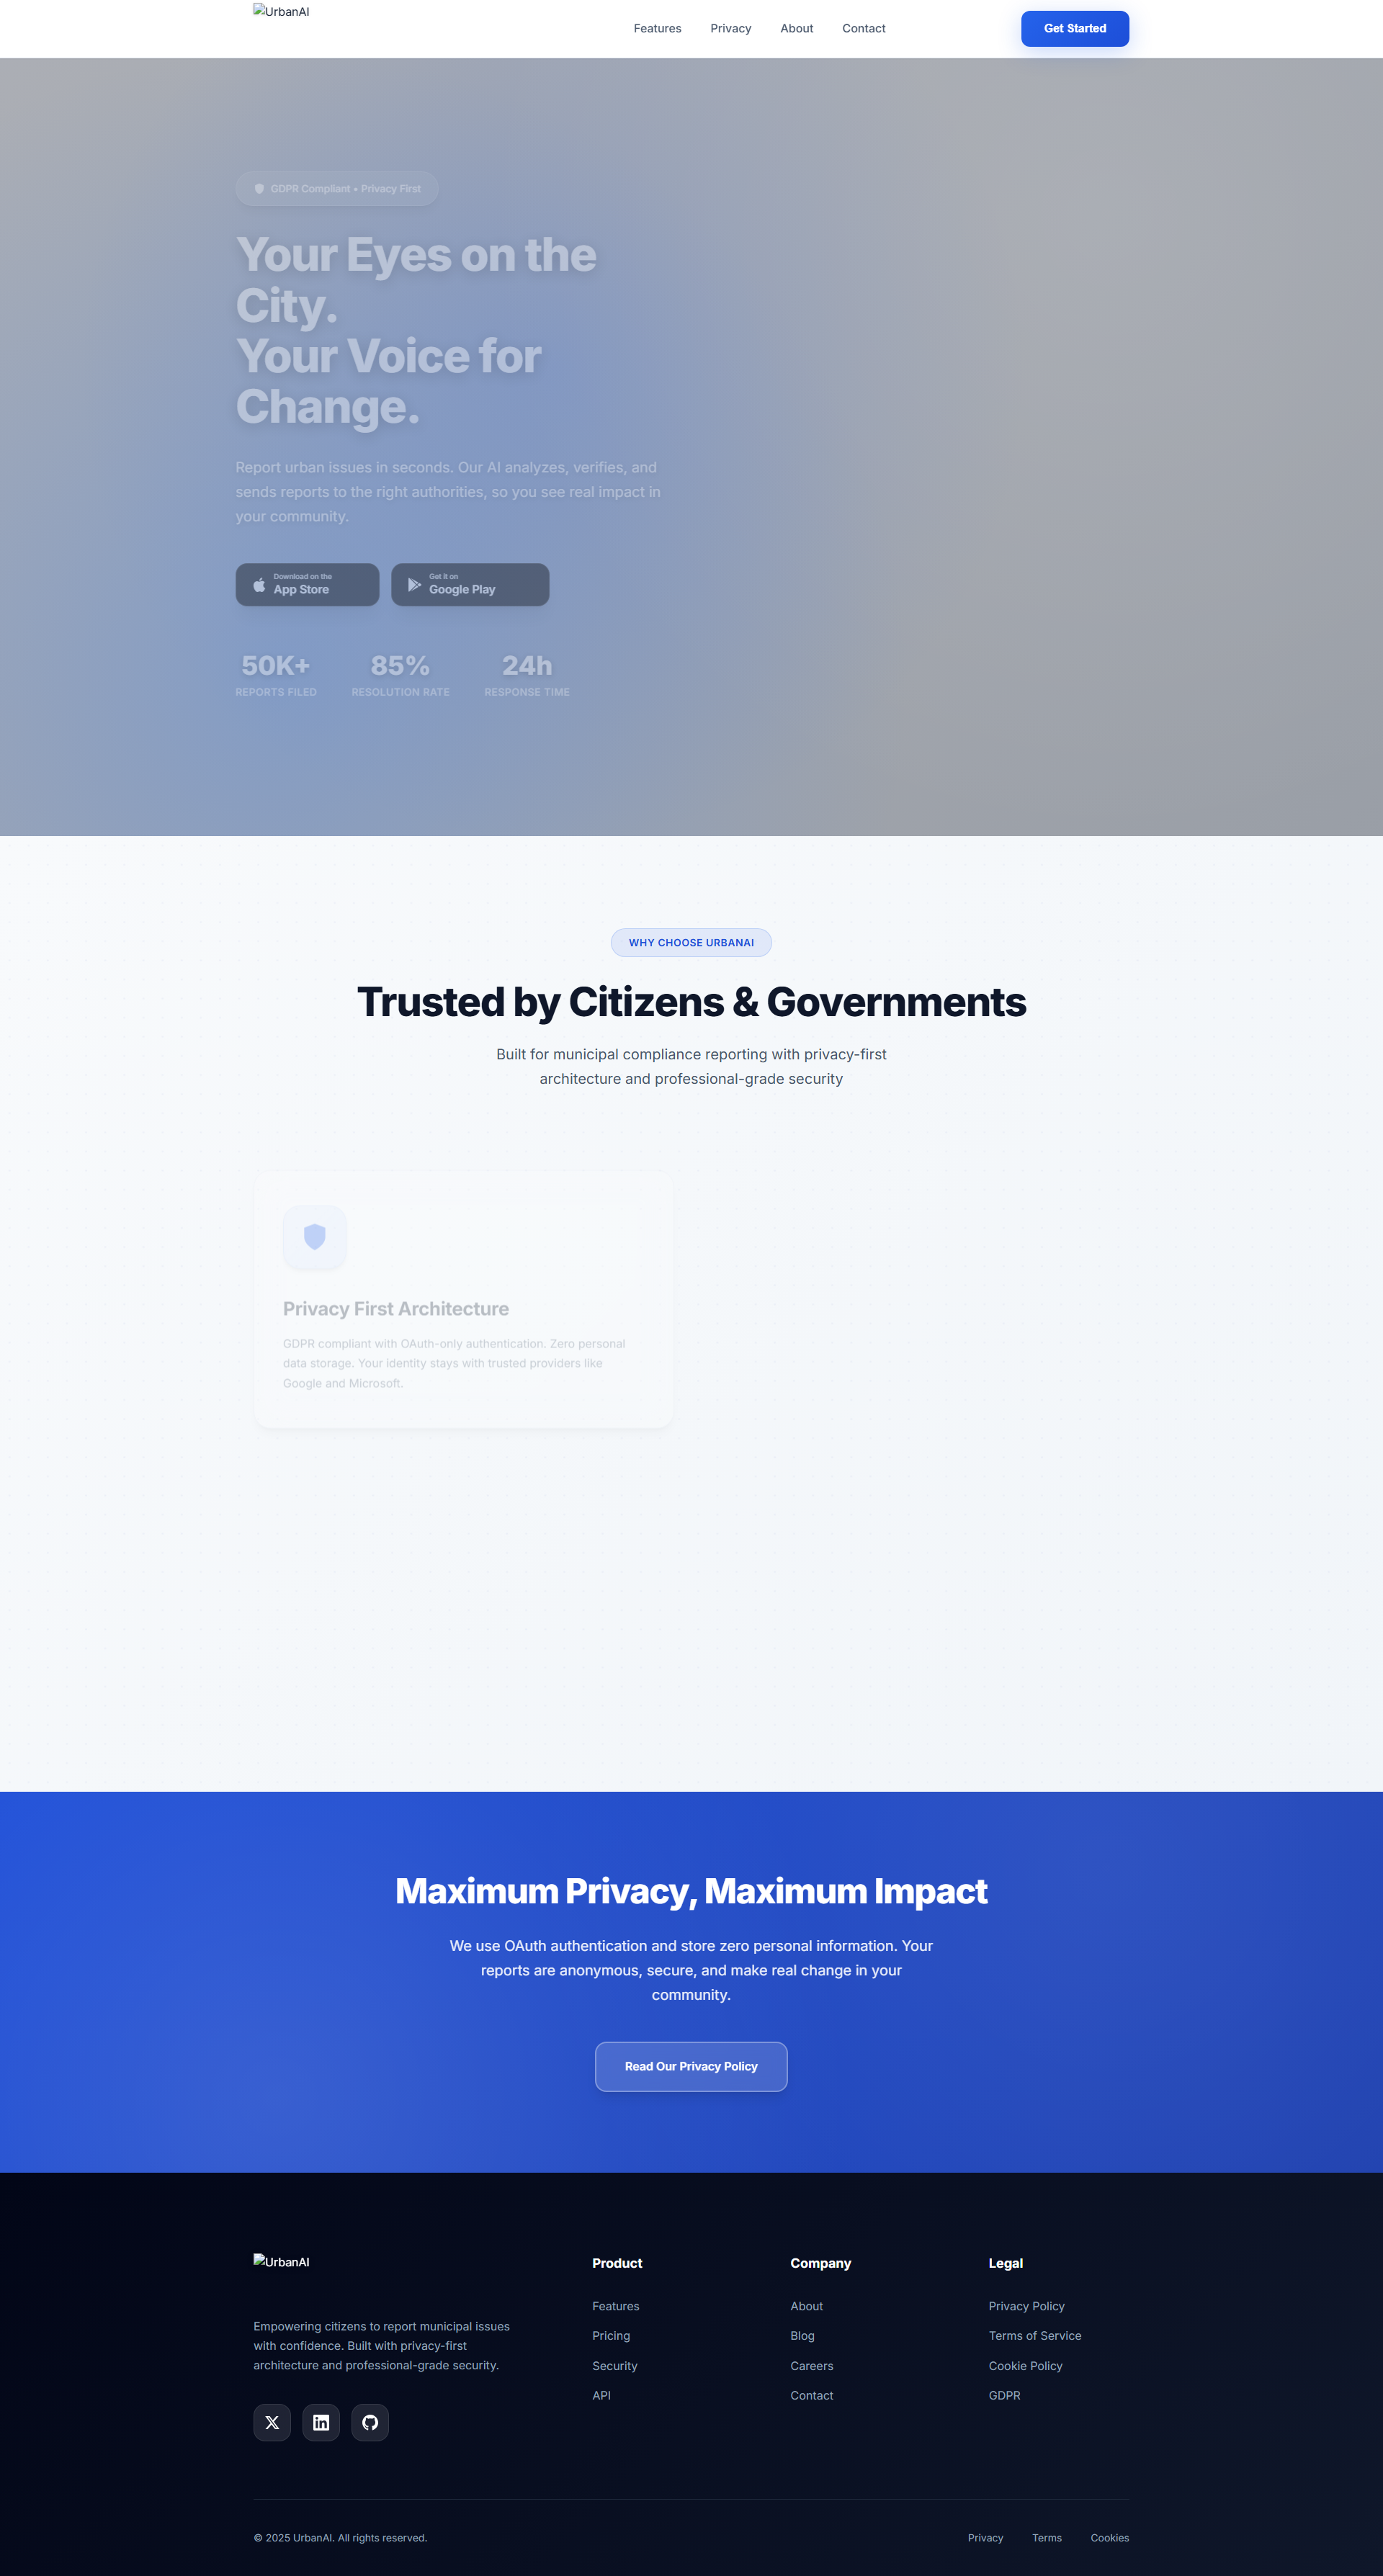 UrbanAI
Features
Privacy
About
Contact
Get Started
GDPR Compliant • Privacy First
Your Eyes on the
City.
Your Voice for
Change.
Report urban issues in seconds. Our AI analyzes, verifies, and
sends reports to the right authorities, so you see real impact in
your community.
Download on the
App Store
Get it on
Google Play
50K+
REPORTS FILED
85%
RESOLUTION RATE
24h
RESPONSE TIME
WHY CHOOSE URBANAI
Trusted by Citizens & Governments
Built for municipal compliance reporting with privacy-first
architecture and professional-grade security
Privacy First Architecture
GDPR compliant with OAuth-only authentication. Zero personal
data storage. Your identity stays with trusted providers like
Google and Microsoft.
Maximum Privacy, Maximum Impact
We use OAuth authentication and store zero personal information. Your
reports are anonymous, secure, and make real change in your
community.
Read Our Privacy Policy
UrbanAI
Empowering citizens to report municipal issues
with confidence. Built with privacy-first
architecture and professional-grade security.
Product
Features
Pricing
Security
API
Company
About
Blog
Careers
Contact
Legal
Privacy Policy
Terms of Service
Cookie Policy
GDPR
© 2025 UrbanAI. All rights reserved.
Privacy
Terms
Cookies